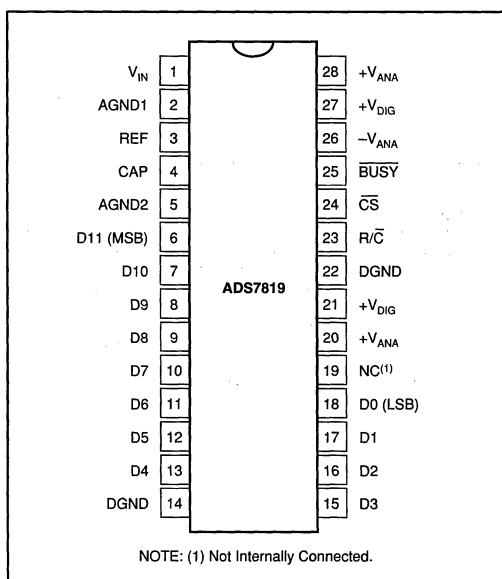 V_IN 1 28 +V_ANA
AGND1 2 27 +V_DIG
REF 3 26 –V_ANA
CAP 4 25 B̅U̅S̅Y̅
AGND2 5 24 C̅S̅
D11 (MSB) 6 23 R/C̅
D10 7 22 DGND
ADS7819
D9 8 21 +V_DIG
D8 9 20 +V_ANA
D7 10 19 NC(1)
D6 11 18 D0 (LSB)
D5 12 17 D1
D4 13 16 D2
DGND 14 15 D3
NOTE: (1) Not Internally Connected.